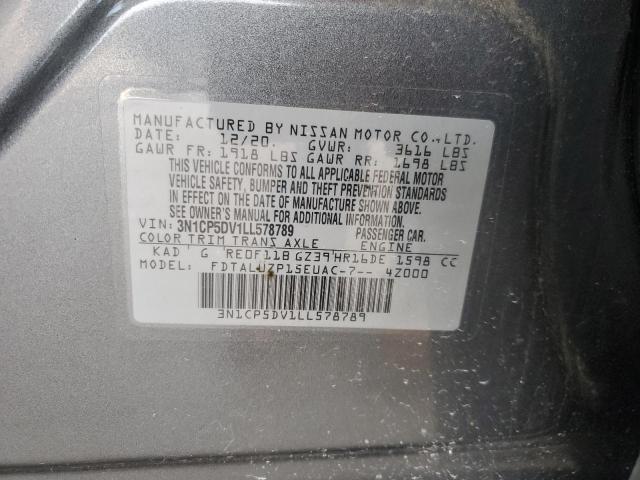 MANUFACTURED BY NISSAN MOTOR CO., LTD.
DATE: 12/20 GVWR: 3616 LBS
GAWR FR: 1918 LBS GAWR RR: 1698 LBS
THIS VEHICLE CONFORMS TO ALL APPLICABLE FEDERAL MOTOR
VEHICLE SAFETY, BUMPER AND THEFT PREVENTION STANDARDS
IN EFFECT ON THE DATE OF MANUFACTURE SHOWN ABOVE.
SEE OWNER'S MANUAL FOR ADDITIONAL INFORMATION.
VIN: 3N1CP5DV1LL578789 PASSENGER CAR.
COLOR TRIM TRANS AXLE ENGINE
KAD G RE0F11B GZ39 HR16DE 1598 CC
MODEL: FDTALUZP15EUAC-7-- 4Z000
3N1CP5DV1LL578789